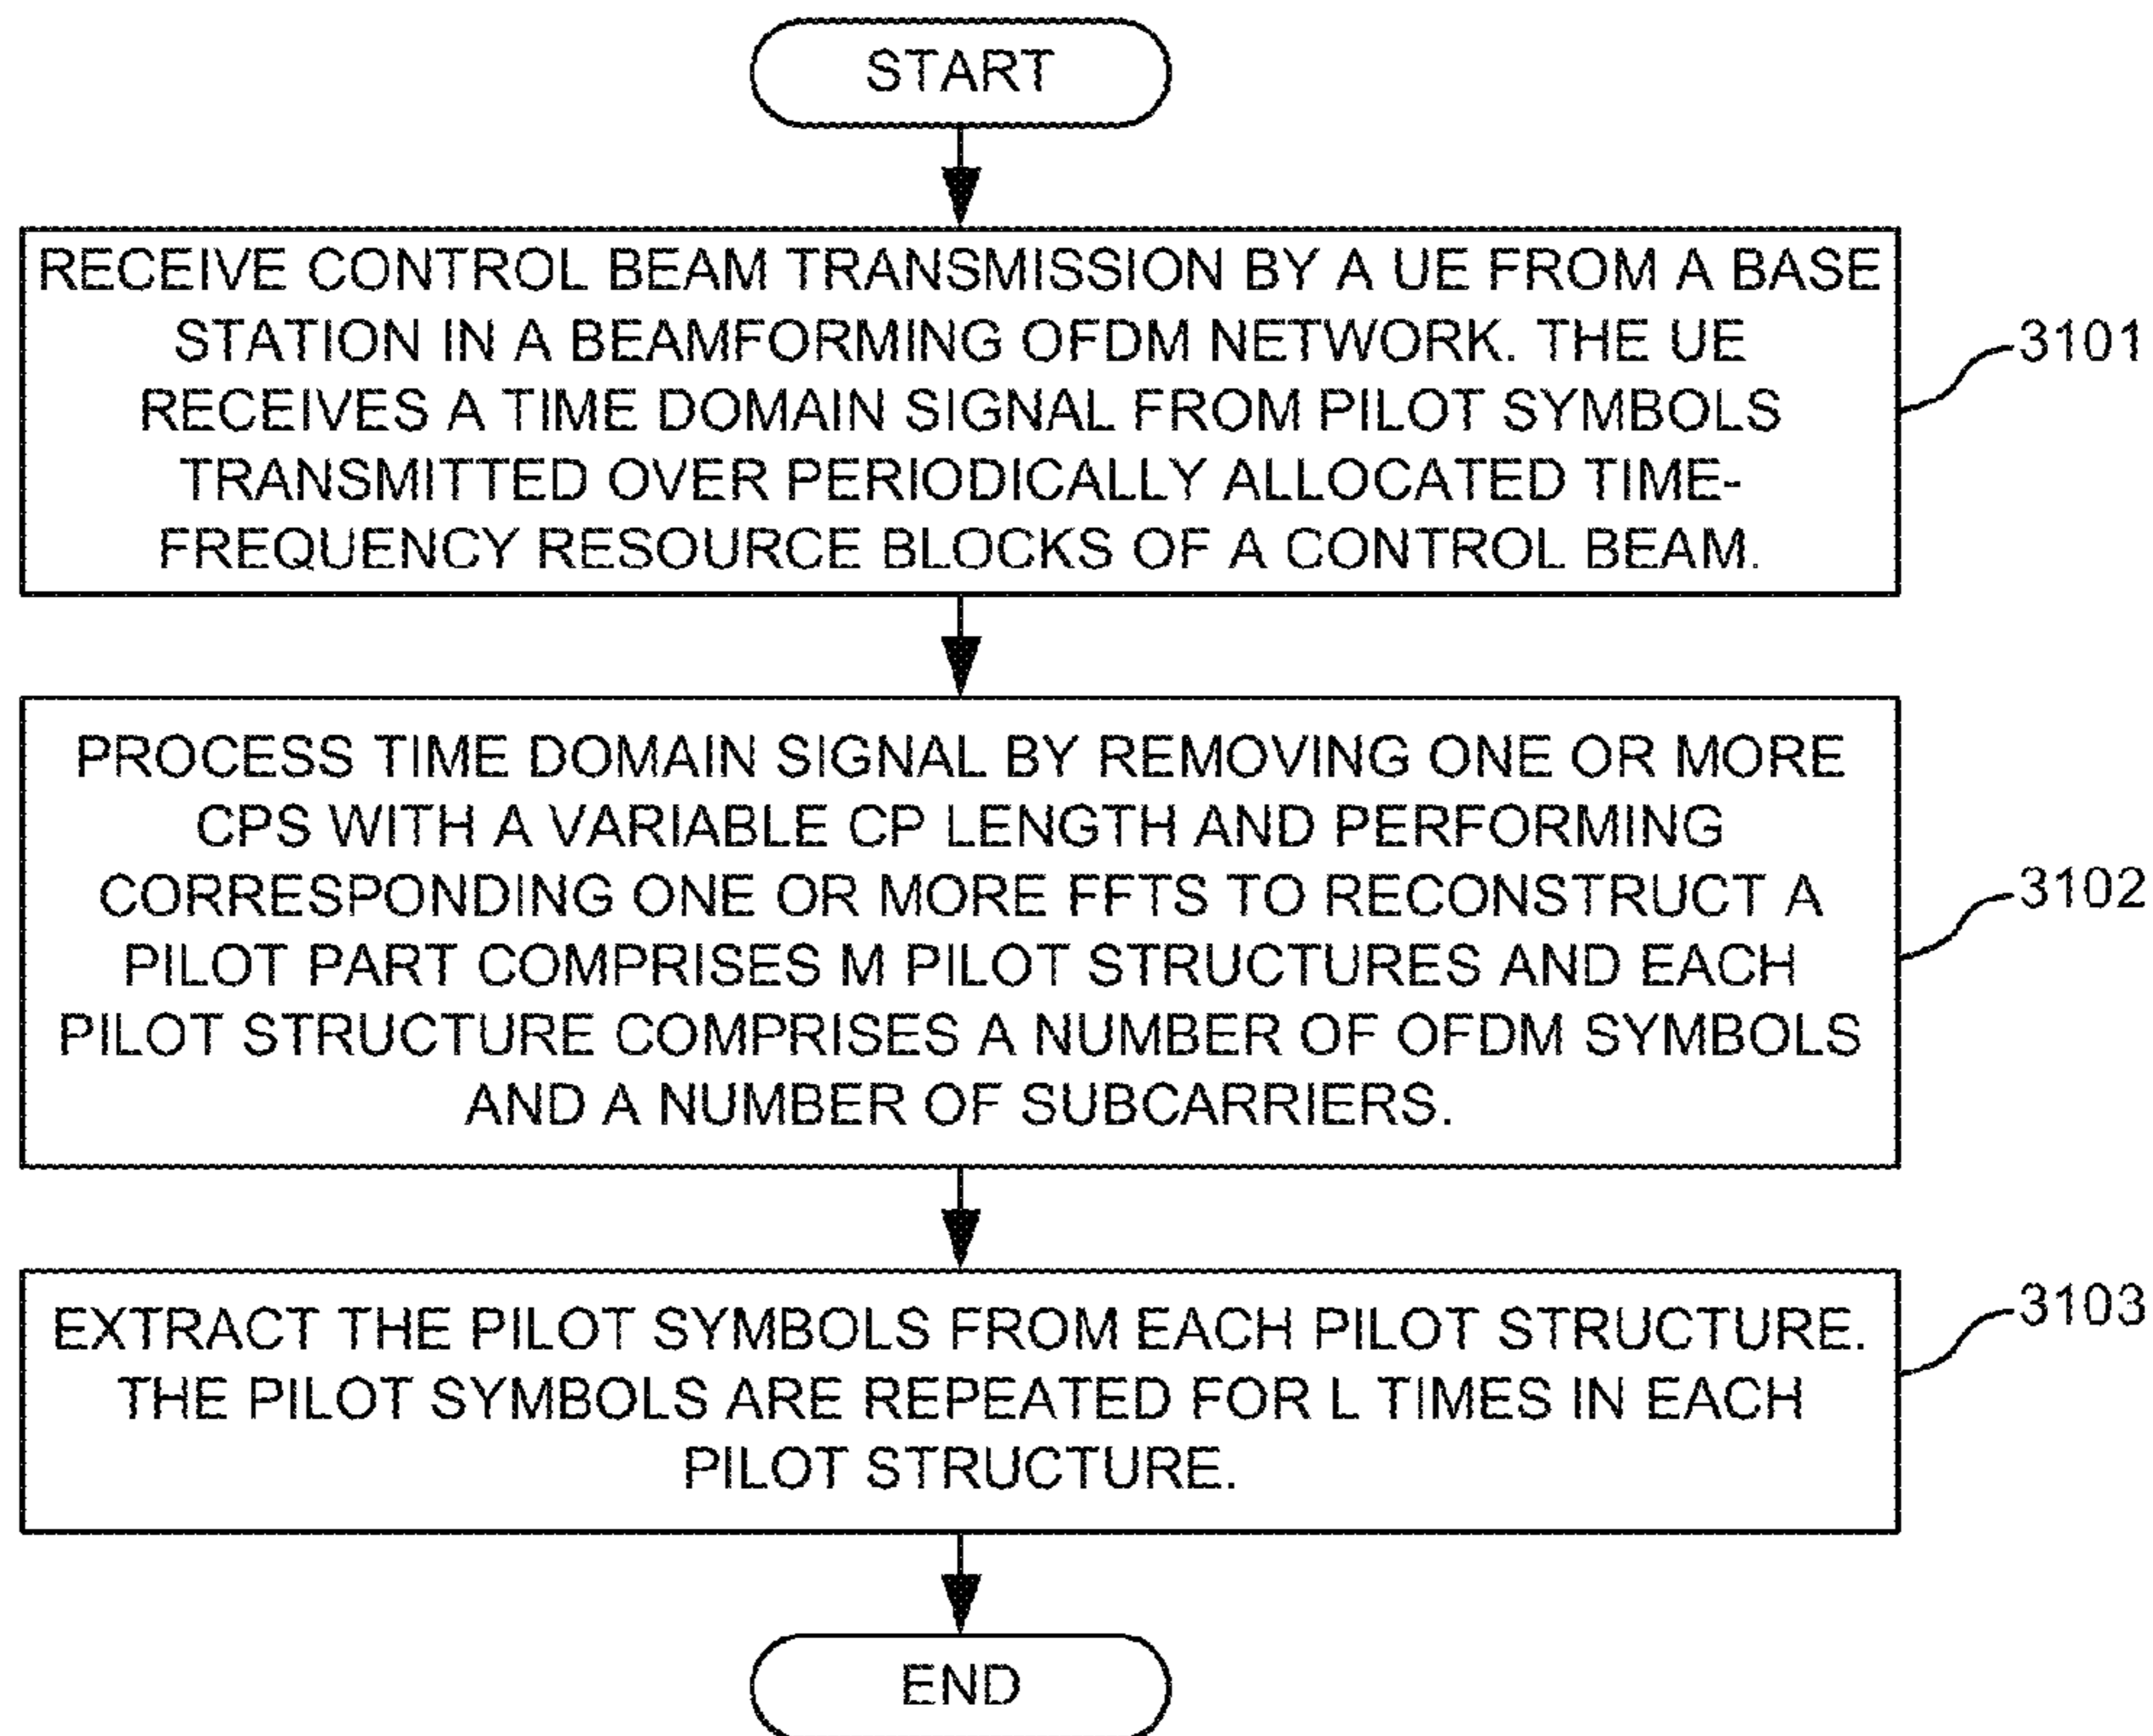 START
RECEIVE CONTROL BEAM TRANSMISSION BY A UE FROM A BASE
STATION IN A BEAMFORMING OFDM NETWORK. THE UE
RECEIVES A TIME DOMAIN SIGNAL FROM PILOT SYMBOLS
TRANSMITTED OVER PERIODICALLY ALLOCATED TIME-
FREQUENCY RESOURCE BLOCKS OF A CONTROL BEAM.
3101
PROCESS TIME DOMAIN SIGNAL BY REMOVING ONE OR MORE
CPS WITH A VARIABLE CP LENGTH AND PERFORMING
CORRESPONDING ONE OR MORE FFTS TO RECONSTRUCT A
PILOT PART COMPRISES M PILOT STRUCTURES AND EACH
PILOT STRUCTURE COMPRISES A NUMBER OF OFDM SYMBOLS
AND A NUMBER OF SUBCARRIERS.
3102
EXTRACT THE PILOT SYMBOLS FROM EACH PILOT STRUCTURE.
THE PILOT SYMBOLS ARE REPEATED FOR L TIMES IN EACH
PILOT STRUCTURE.
3103
END